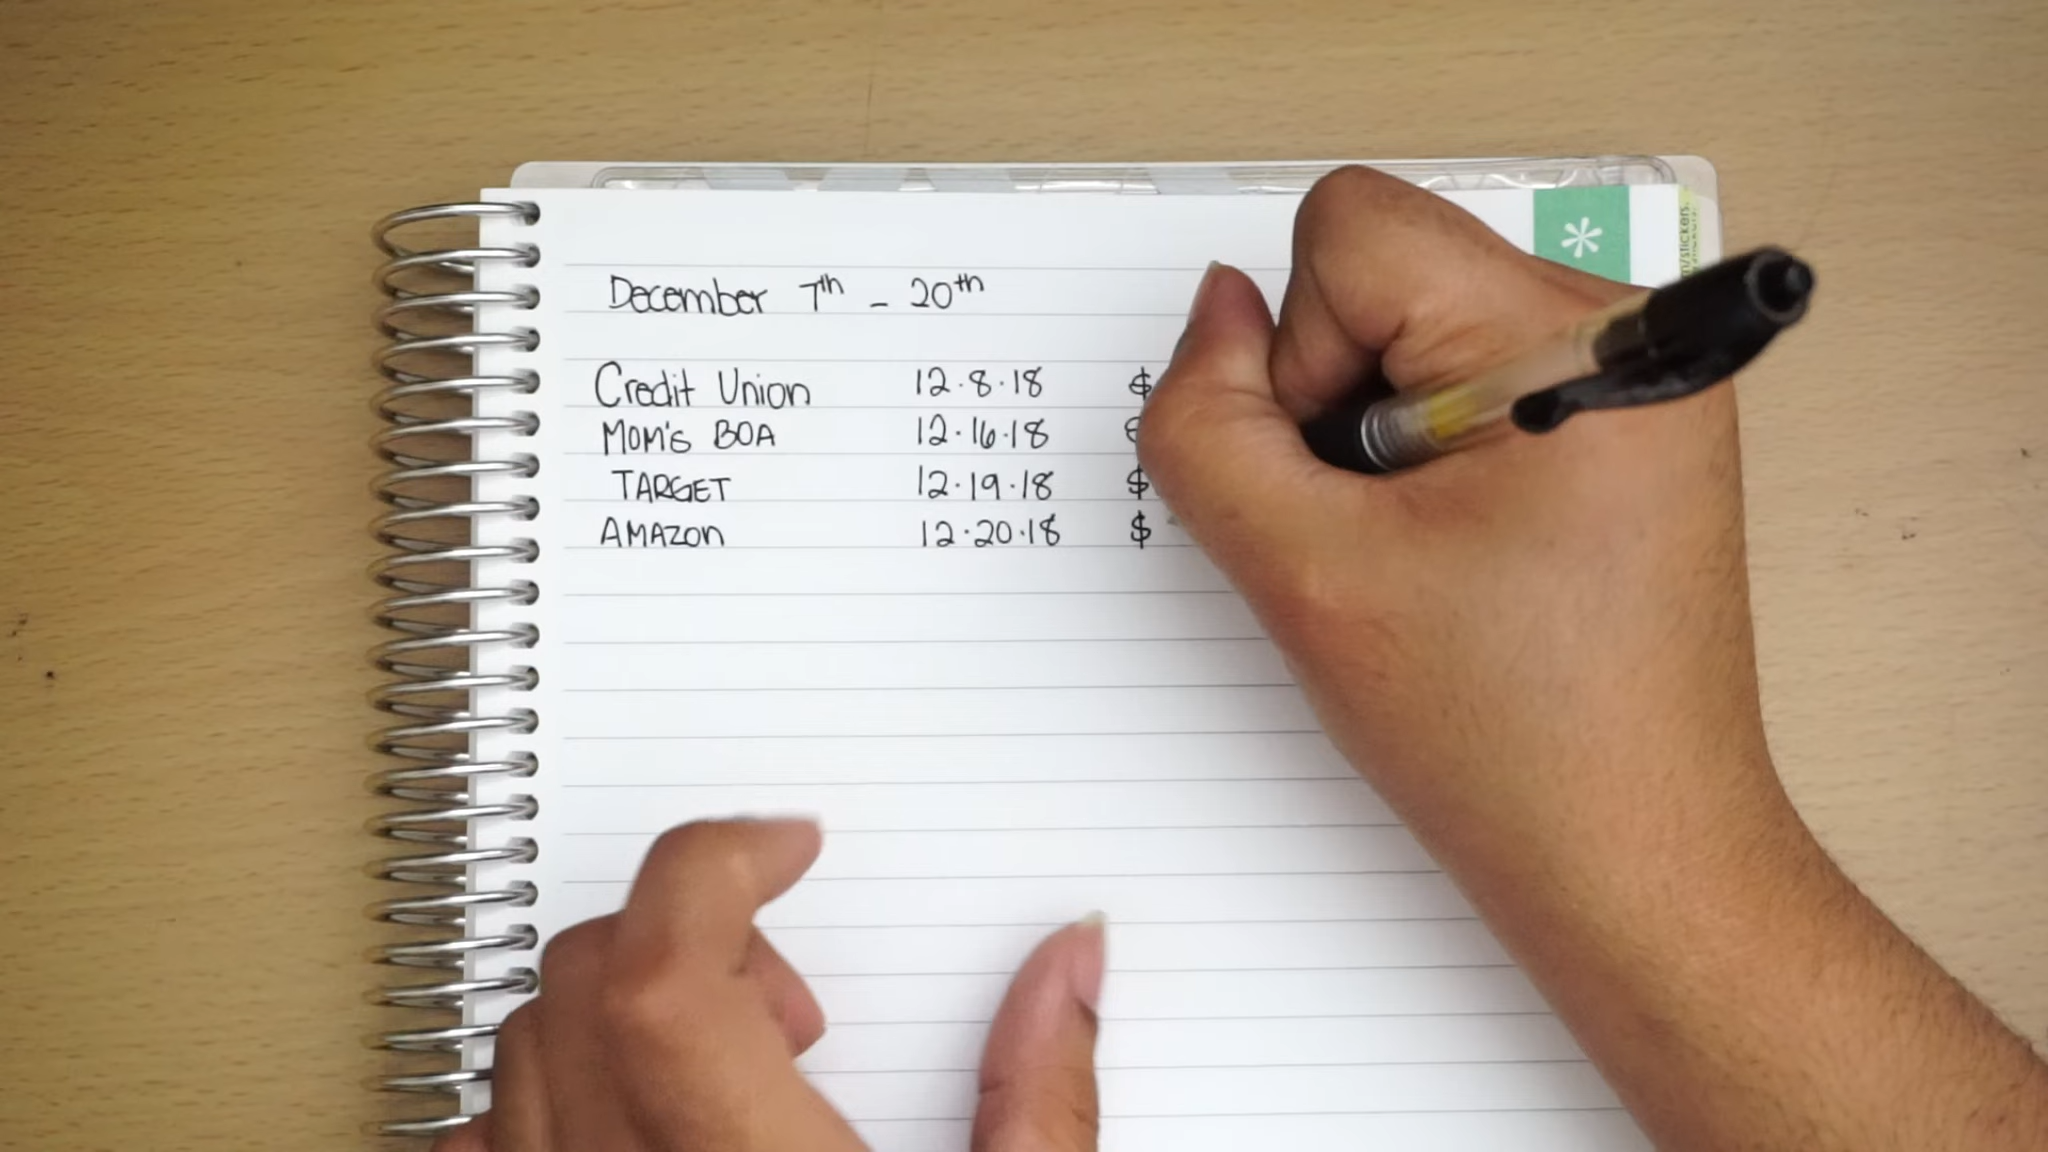 December 7th - 20th
Credit Union 12.8.18 $
MOM'S BOA 12.16.18
TARGET 12.19.18 $
AMAZON 12.20.18 $
/stickers.